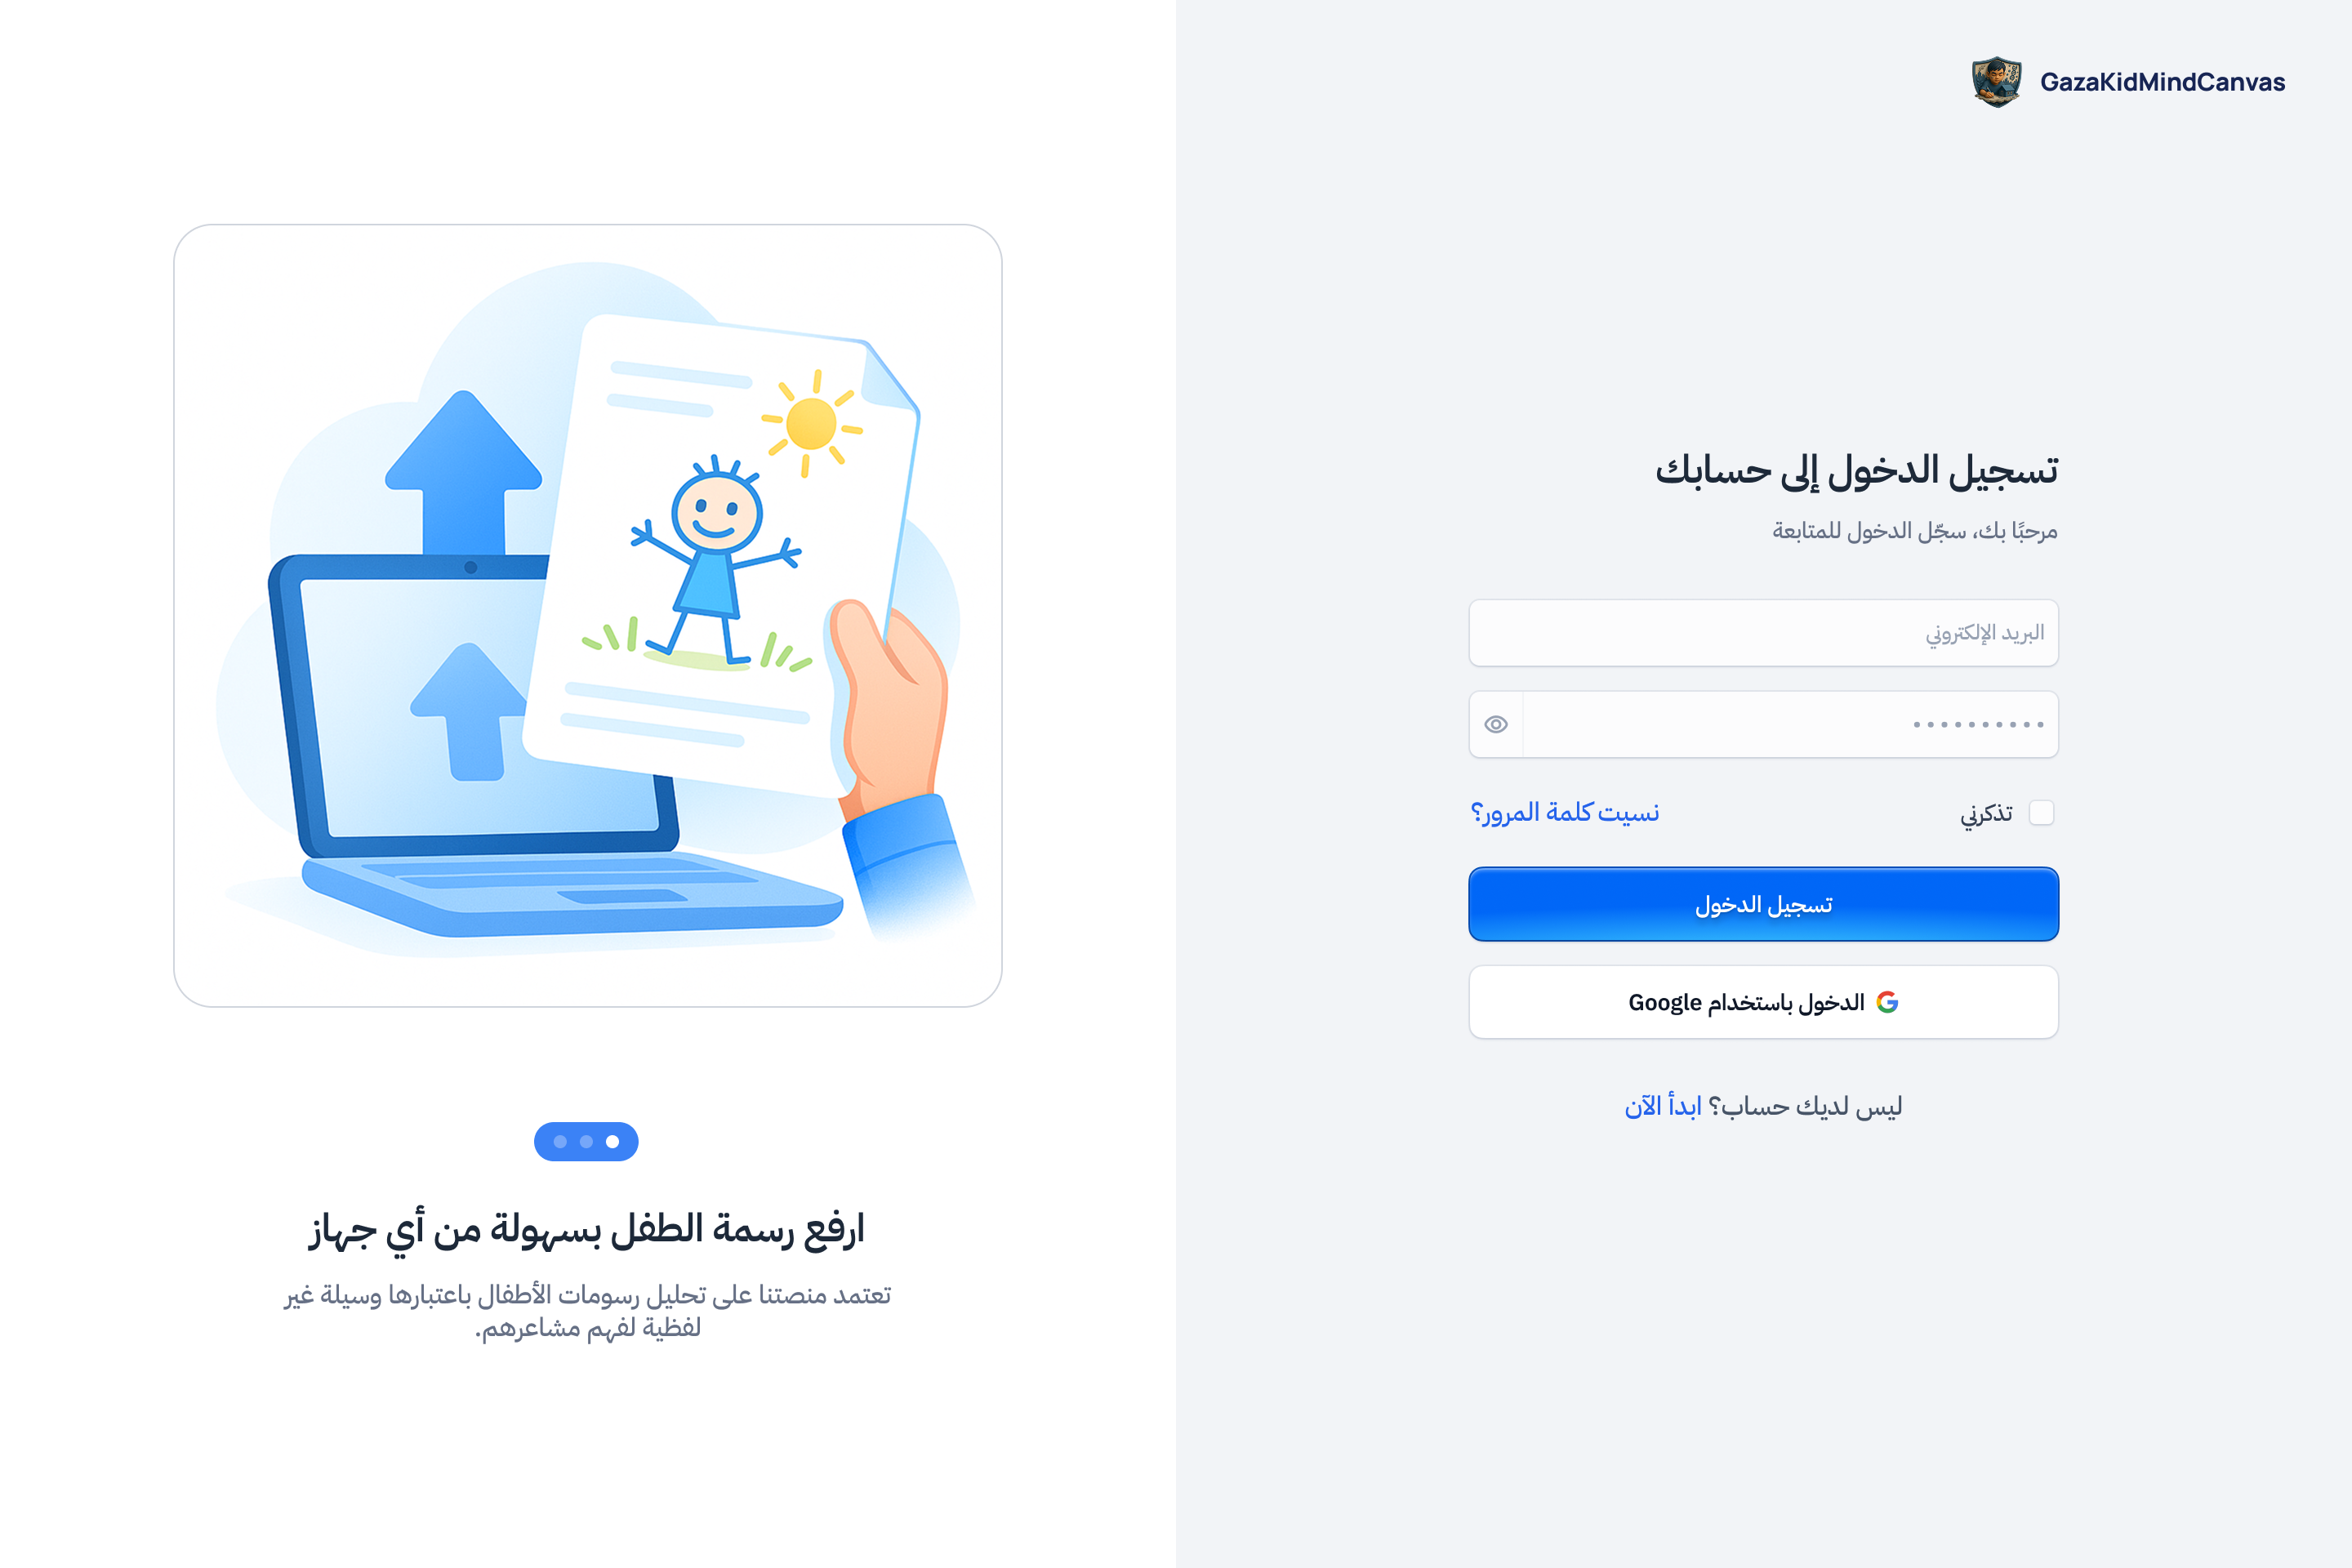 GazaKidMindCanvas
تسجيل الدخول إلى حسابك
مرحبًا بك، سجّل الدخول للمتابعة
البريد الإلكتروني
••••••••••
تذكرني
نسيت كلمة المرور؟
تسجيل الدخول
الدخول باستخدام Google
ليس لديك حساب؟ ابدأ الآن
ارفع رسمة الطفل بسهولة من أي جهاز
تعتمد منصتنا على تحليل رسومات الأطفال باعتبارها وسيلة غير
لفظية لفهم مشاعرهم.